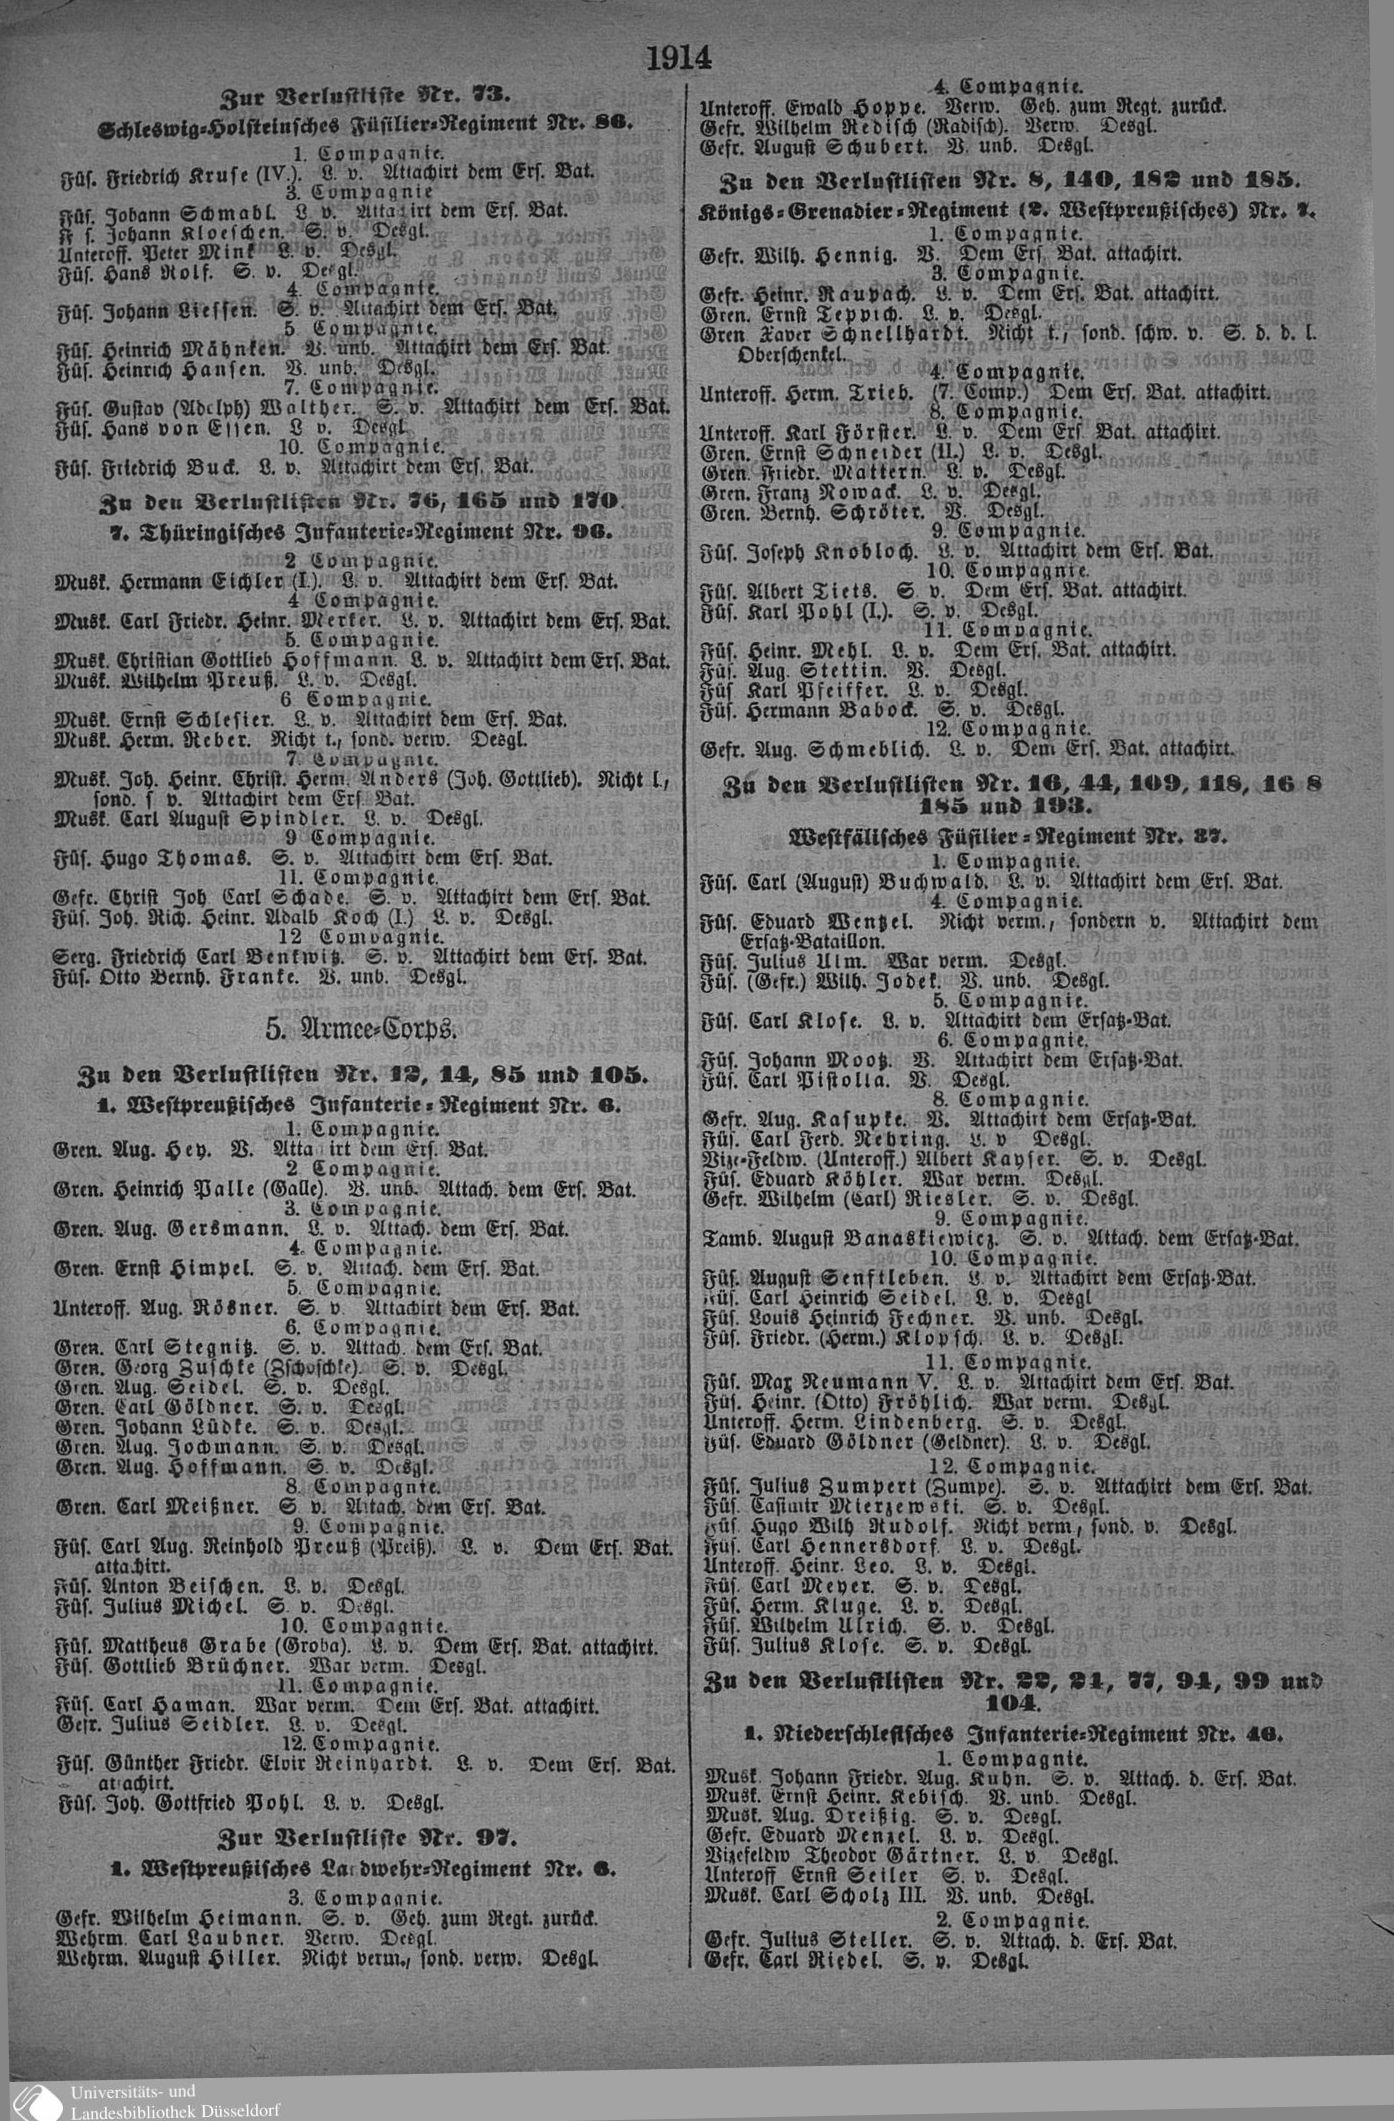 1914
Zur Verlustliste Nr. 73.
Schleswig-Holsteinsches Füsilier-Regiment Nr. 86.
1. Compagnie.
Füs. Friedrich Kruse (IV.). L. v. Attachirt dem Ers. Bat.
3. Compagnie
Füs. Johann Schmahl. L. v. Attachirt dem Ers. Bat.
Füs. Johann Kloeschen. S. v. Desgl.
Unteroff. Peter Mink L. v. Desgl.
Füs. Hans Rolf. S. v. Desgl.
4. Compagnie.
Füs. Johann Liessen. S. v. Attachirt dem Ers. Bat.
5 Compagnie.
Füs. Heinrich Mähnken. V. unb. Attachirt dem Ers. Bat.
Füs. Heinrich Hansen. V. unb. Desgl.
7. Compagnie.
Füs. Gustav (Adolph) Walther. S. v. Attachirt dem Ers. Bat.
Füs. Hans von Essen. L v. Desgl
10. Compagnie.
Füs. Friedrich Buck. L. v. Attachirt dem Ers. Bat.
Zu den Verlustlisten Nr. 76, 165 und 170.
7. Thüringisches Infanterie-Regiment Nr. 96.
2 Compagnie.
Musk. Hermann Eichler (I.). L. v. Attachirt dem Ers. Bat.
4 Compagnie.
Musk. Carl Friedr. Heinr. Merker. L. v. Attachirt dem Ers. Bat.
5. Compagnie.
Musk. Christian Gottlieb Hoffmann. L. v. Attachirt dem Ers. Bat.
Musk. Wilhelm Preuß. L. v. Desgl.
6 Compagnie.
Musk. Ernst Schlesier. L. v. Attachirt dem Ers. Bat.
Musk. Herm. Reber. Nicht t., sond. verw. Desgl.
7 Compagnie.
Musk. Joh. Heinr. Christ. Herm. Anders (Joh. Gottlieb). Nicht l.,
sond. s v. Attachirt dem Ers Bat.
Musk. Carl August Spindler. L. v. Desgl.
9 Compagnie.
Füs. Hugo Thomas. S. v. Attachirt dem Ers. Bat.
11. Compagnie.
Gefr. Christ Joh. Carl Schade. S. v. Attachirt dem Ers. Bat.
Füs. Joh. Rich. Heinr. Adalb Koch (I.) L. v. Desgl.
12 Compagnie.
Serg. Friedrich Carl Benkwitz. S. v. Attachirt dem Ers. Bat.
Füs. Otto Bernh. Franke. V. unb. Desgl.
5. Armee-Corps.
Zu den Verlustlisten Nr. 12, 14, 85 und 105.
1. Westpreußisches Infanterie-Regiment Nr. 6.
1. Compagnie.
Gren. Aug. Hey. V. Attachirt dem Ers. Bat.
2 Compagnie.
Gren. Heinrich Palle (Galle). V. unb. Attach. dem Ers. Bat.
3. Compagnie.
Gren. Aug. Gersmann. L. v. Attach. dem Ers. Bat.
4. Compagnie.
Gren. Ernst Himpel. S. v. Attach. dem Ers. Bat.
5. Compagnie.
Unteroff. Aug. Rösner. S. v. Attachirt dem Ers. Bat.
6. Compagnie.
Gren. Carl Stegnitz. S. v. Attach. dem Ers. Bat.
Gren. Georg Zuschke (Zschoschke). S. v. Desgl.
Gren. Aug. Seidel. S. v. Desgl.
Gren. Carl Göldner. S. v. Desgl.
Gren. Johann Lüdke. S. v. Desgl.
Gren. Aug. Jochmann. S. v. Desgl.
Gren. Aug. Hoffmann. S. v. Desgl.
8. Compagnie.
Gren. Carl Meißner. S v. Attach. dem Ers. Bat.
9. Compagnie.
Füs. Carl Aug. Reinhold Preuß (Preiß). L. v. Dem Ers. Bat.
attachirt.
Füs. Anton Beischen. L. v. Desgl.
Füs. Julius Michel. S. v. Desgl.
10. Compagnie.
Füs. Mattheus Grabe (Groba). L. v. Dem Ers. Bat. attachirt.
Füs. Gottlieb Brüchner. War verm. Desgl.
11. Compagnie.
Füs. Carl Haman. War verm. Dem Ers. Bat. attachirt.
Gefr. Julius Seidler. L. v. Desgl.
12. Compagnie.
Füs. Günther Friedr. Elvir Reinhardt. L. v. Dem Ers. Bat.
attachirt.
Füs. Joh. Gottfried Pohl. L. v. Desgl.
Zur Verlustliste Nr. 97.
1. Westpreußisches Landwehr-Regiment Nr. 6.
3. Compagnie.
Gefr. Wilhelm Heimann. S. v. Geh. zum Regt. zurück.
Wehrm. Carl Laubner. Verw. Desgl.
Wehrm. August Hiller. Nicht verm., sond. verw. Desgl.
4. Compagnie.
Unteroff. Ewald Hoppe. Verw. Geh. zum Regt. zurück.
Gefr. Wilhelm Redisch (Radisch). Verw. Desgl.
Gefr. August Schubert. V. unb. Desgl.
Zu den Verlustlisten Nr. 8, 140, 182 und 185.
Königs-Grenadier-Regiment (2. Westpreußisches) Nr. 7.
1. Compagnie.
Gefr. Wilh. Hennig. V. Dem Ers. Bat. attachirt.
3. Compagnie.
Gefr. Heinr. Raupach. L. v. Dem Ers. Bat. attachirt.
Gren. Ernst Teppich. L. v. Desgl.
Gren Xaver Schnellhardt. Nicht t., sond. schw. v. S. d. d. l.
Oberschenkel.
4. Compagnie.
Unteroff. Herm. Trieb. (7. Comp.) Dem Ers. Bat. attachirt.
8. Compagnie.
Unteroff. Karl Förster. L. v. Dem Ers Bat. attachirt.
Gren. Ernst Schneider (II.) L. v. Desgl.
Gren. Friedr. Mattern. L. v. Desgl.
Gren. Franz Nowack. L. v. Desgl.
Gren. Bernh. Schröter. V. Desgl.
9. Compagnie.
Füs. Joseph Knobloch. L. v. Attachirt dem Ers. Bat.
10. Compagnie.
Füs. Albert Tiets. S v. Dem Ers. Bat. attachirt.
Füs. Karl Pohl (I.). S. v. Desgl.
11. Compagnie.
Füs. Heinr. Mehl. L. v. Dem Ers. Bat. attachirt.
Füs. Aug. Stettin. V. Desgl.
Füs Karl Pfeiffer. L. v. Desgl.
Füs. Hermann Babock. S. v. Desgl.
12. Compagnie.
Gefr. Aug. Schmeblich. L. v. Dem Ers. Bat. attachirt.
Zu den Verlustlisten Nr. 16, 44, 109, 118, 16 8
185 und 193.
Westfälisches Füsilier-Regiment Nr. 37.
1. Compagnie.
Füs. Carl (August) Buchwald. L. v. Attachirt dem Ers. Bat.
4. Compagnie.
Füs. Eduard Wentzel. Nicht verm., sondern v. Attachirt dem
Ersatz-Bataillon.
Füs. Julius Ulm. War verm. Desgl.
Füs. (Gefr.) Wilh. Jodek. V. unb. Desgl.
5. Compagnie.
Füs. Carl Klose. L. v. Attachirt dem Ersatz-Bat.
6. Compagnie.
Füs. Johann Mootz. V. Attachirt dem Ersatz-Bat.
Füs. Carl Pistolla. V. Desgl.
8. Compagnie.
Gefr. Aug. Kasupke. V. Attachirt dem Ersatz-Bat.
Füs. Carl Ferd. Nehring. L. v Desgl.
Vize-Feldw. (Unteroff.) Albert Kayser. S. v. Desgl.
Füs. Eduard Köhler. War verm. Desgl.
Gefr. Wilhelm (Carl) Riesler. S. v. Desgl.
9. Compagnie.
Tamb. August Banaskiewicz. S. v. Attach. dem Ersatz-Bat.
10. Compagnie.
Füs. August Senftleben. L. v. Attachirt dem Ersatz-Bat.
Füs. Carl Heinrich Seidel. L. v. Desgl
Füs. Louis Heinrich Fechner. V. unb. Desgl.
Füs. Friedr. (Herm.) Klopsch. L. v. Desgl.
11. Compagnie.
Füs. Max Neumann V. L. v. Attachirt dem Ers. Bat.
Füs. Heinr. (Otto) Fröhlich. War verm. Desgl.
Unteroff. Herm. Lindenberg. S. v. Desgl.
Füs. Eduard Göldner (Geldner). L. v. Desgl.
12. Compagnie.
Füs. Julius Zumpert (Zumpe). S. v. Attachirt dem Ers. Bat.
Füs. Casimir Mierzewski. S. v. Desgl.
Füs. Hugo Wilh Rudolf. Nicht verm., sond. v. Desgl.
Füs. Carl Hennersdorf L. v. Desgl.
Unteroff. Heinr. Leo. L. v. Desgl.
Füs. Carl Meyer. S. v. Desgl.
Füs. Herm. Kluge. L. v. Desgl.
Füs. Wilhelm Ulrich. S. v. Desgl.
Füs. Julius Klose. S. v. Desgl.
Zu den Verlustlisten Nr. 22, 24, 77, 94, 99 und
104.
1. Niederschlesisches Infanterie-Regiment Nr. 46.
1. Compagnie.
Musk. Johann Friedr. Aug. Kuhn. S. v. Attach. d. Ers. Bat.
Musk. Ernst Heinr. Kebisch. V. unb. Desgl.
Musk. Aug. Dreißig. S. v. Desgl.
Gefr. Eduard Menzel. L. v. Desgl.
Vizefeldw Theodor Gärtner. L. v. Desgl.
Unteroff Ernst Seiler S. v. Desgl.
Musk. Carl Scholz III. V. unb. Desgl.
2. Compagnie.
Gefr. Julius Steller. S. v. Attach. d. Ers. Bat.
Gefr. Carl Riedel. S. v. Desgl.
Universitäts- und
Landesbibliothek Düsseldorf